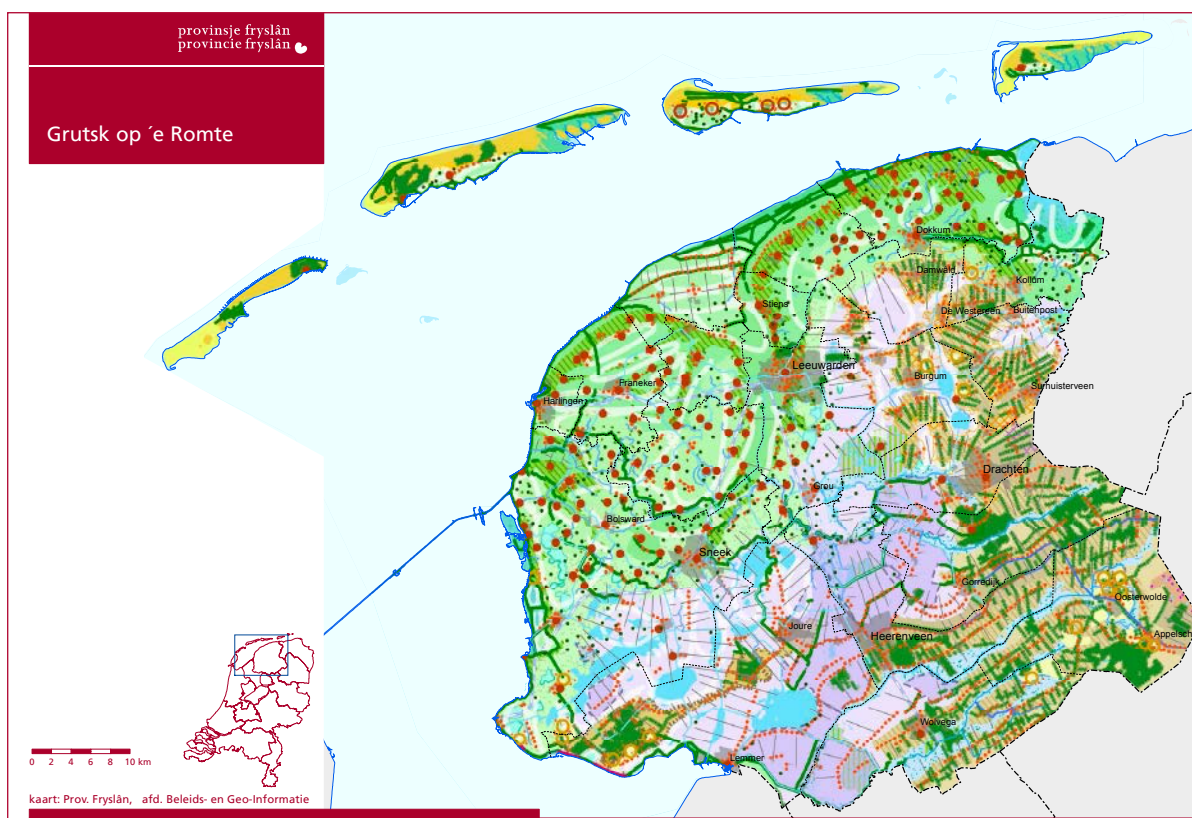 provinsje fryslân
provincie fryslân
Grutsk op ´e Romte
Dokkum
Damwald
Kollum
Stiens
De Westereen
Buitenpost
Leeuwarden
Franeker
Burgum
Surhuisterveen
Harlingen
Drachten
Grou
Bolsward
Sneek
Gorredijk
Oosterwolde
Joure
Heerenveen
Appelsch
Wolvega
Lemmer
0 2 4 6 8 10 km
kaart: Prov. Fryslân, afd. Beleids- en Geo-Informatie